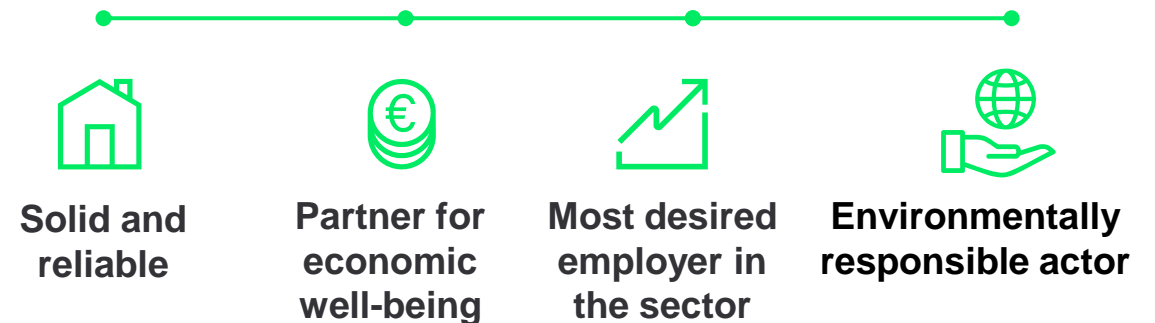 €
Solid and
reliable
Partner for
economic
well-being
Most desired
employer in
the sector
Environmentally
responsible actor